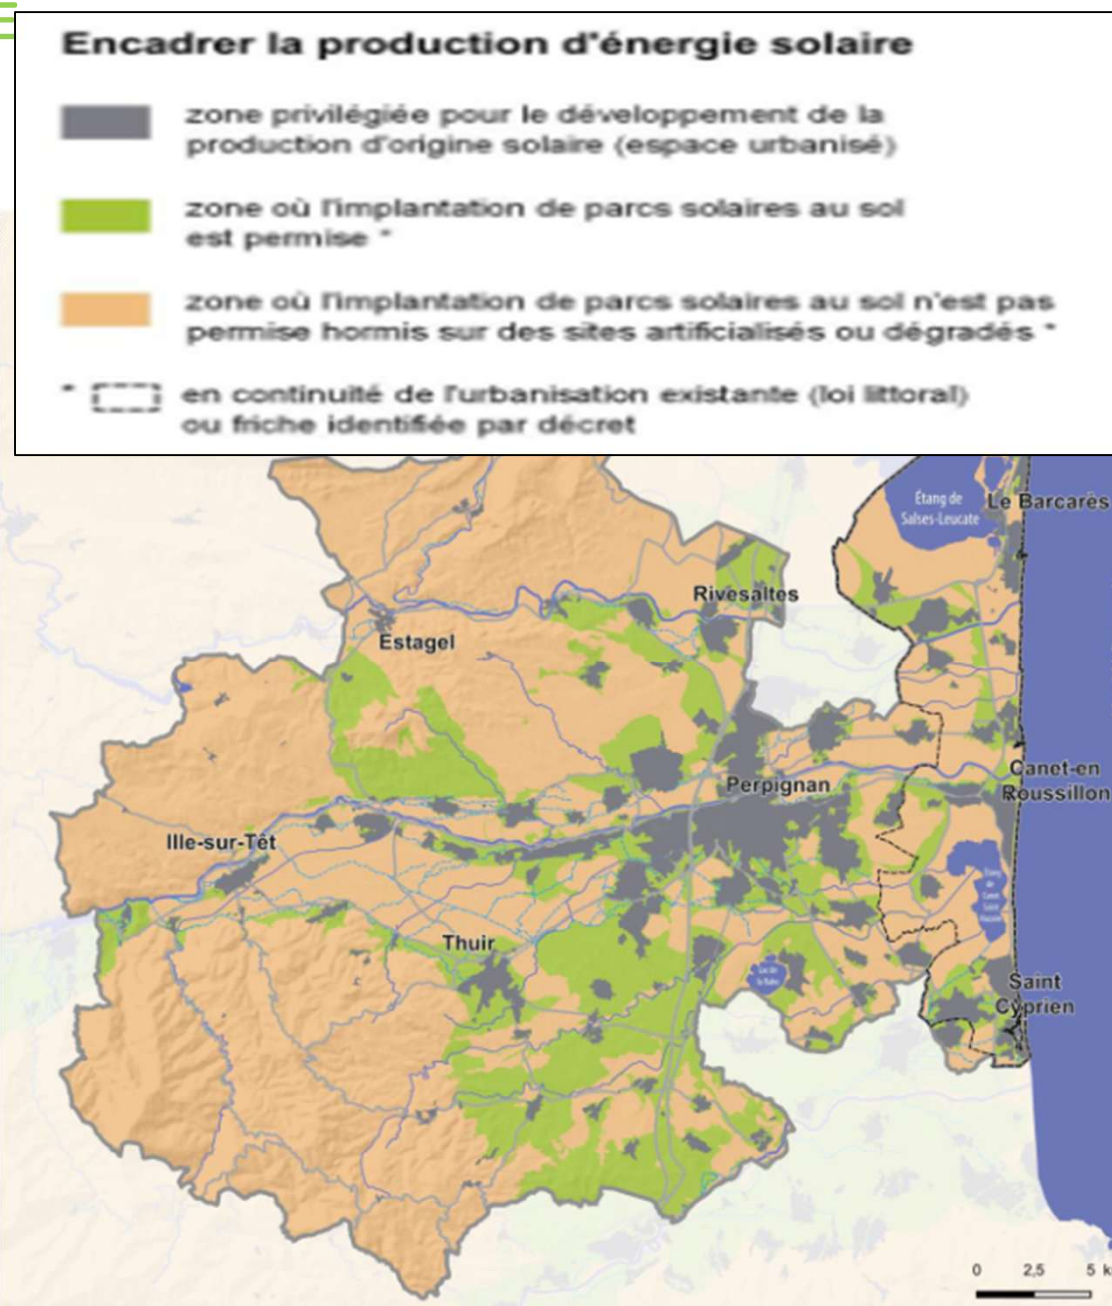 Encadrer la production d'énergie solaire
zone privilégiée pour le développement de la
production d'origine solaire (espace urbanisé)
zone où l'implantation de parcs solaires au sol
est permise *
zone où l'implantation de parcs solaires au sol n'est pas
permise hormis sur des sites artificialisés ou dégradés *
* en continuité de l'urbanisation existante (loi littoral)
ou friche identifiée par décret
Étang de
Salses-Leucate
Le Barcarès
Rivesaltes
Estagel
Canet-en
Roussillon
Perpignan
Ille-sur-Têt
Thuir
Saint
Cyprien
0 2,5 5 k